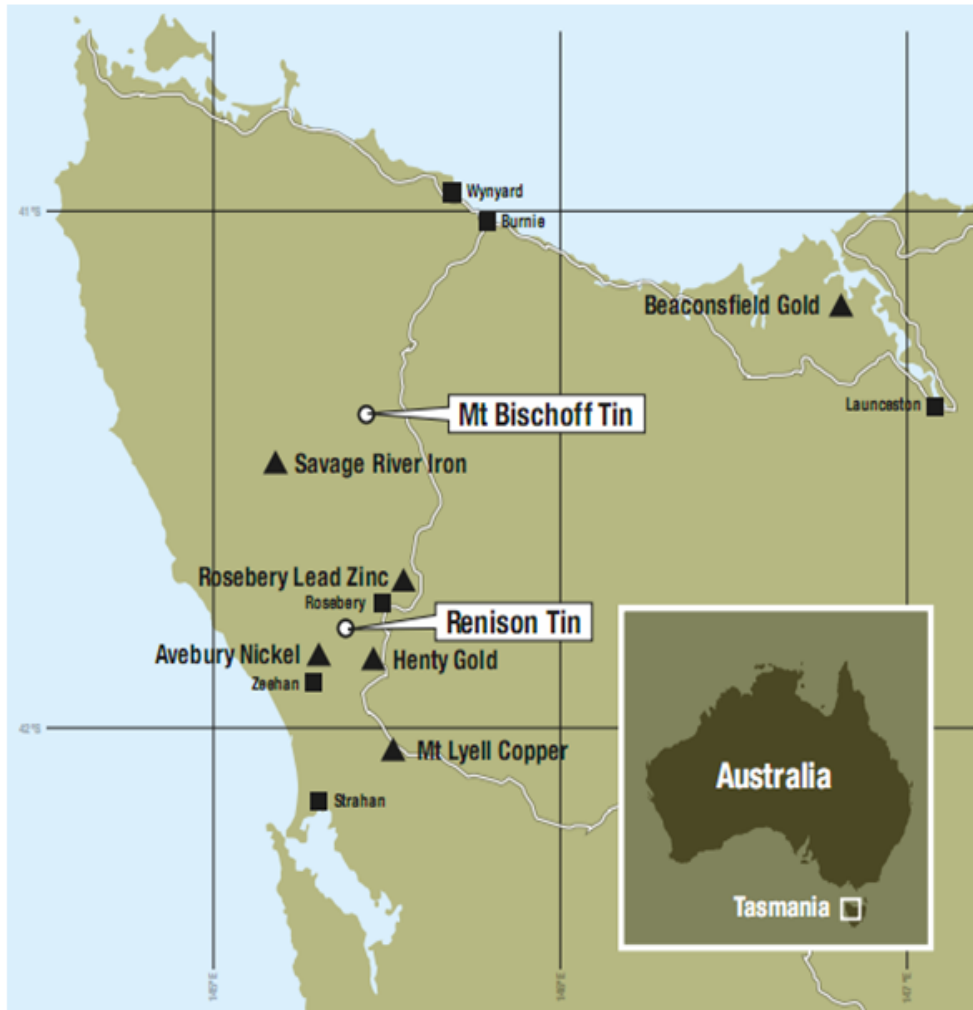 Wynyard
41°S
Burnie
Beaconsfield Gold
Launceston
Mt Bischoff Tin
Savage River Iron
Rosebery Lead Zinc
Rosebery
Renison Tin
Avebury Nickel
Henty Gold
Zeehan
42°S
Mt Lyell Copper
Australia
Strahan
Tasmania
147°E